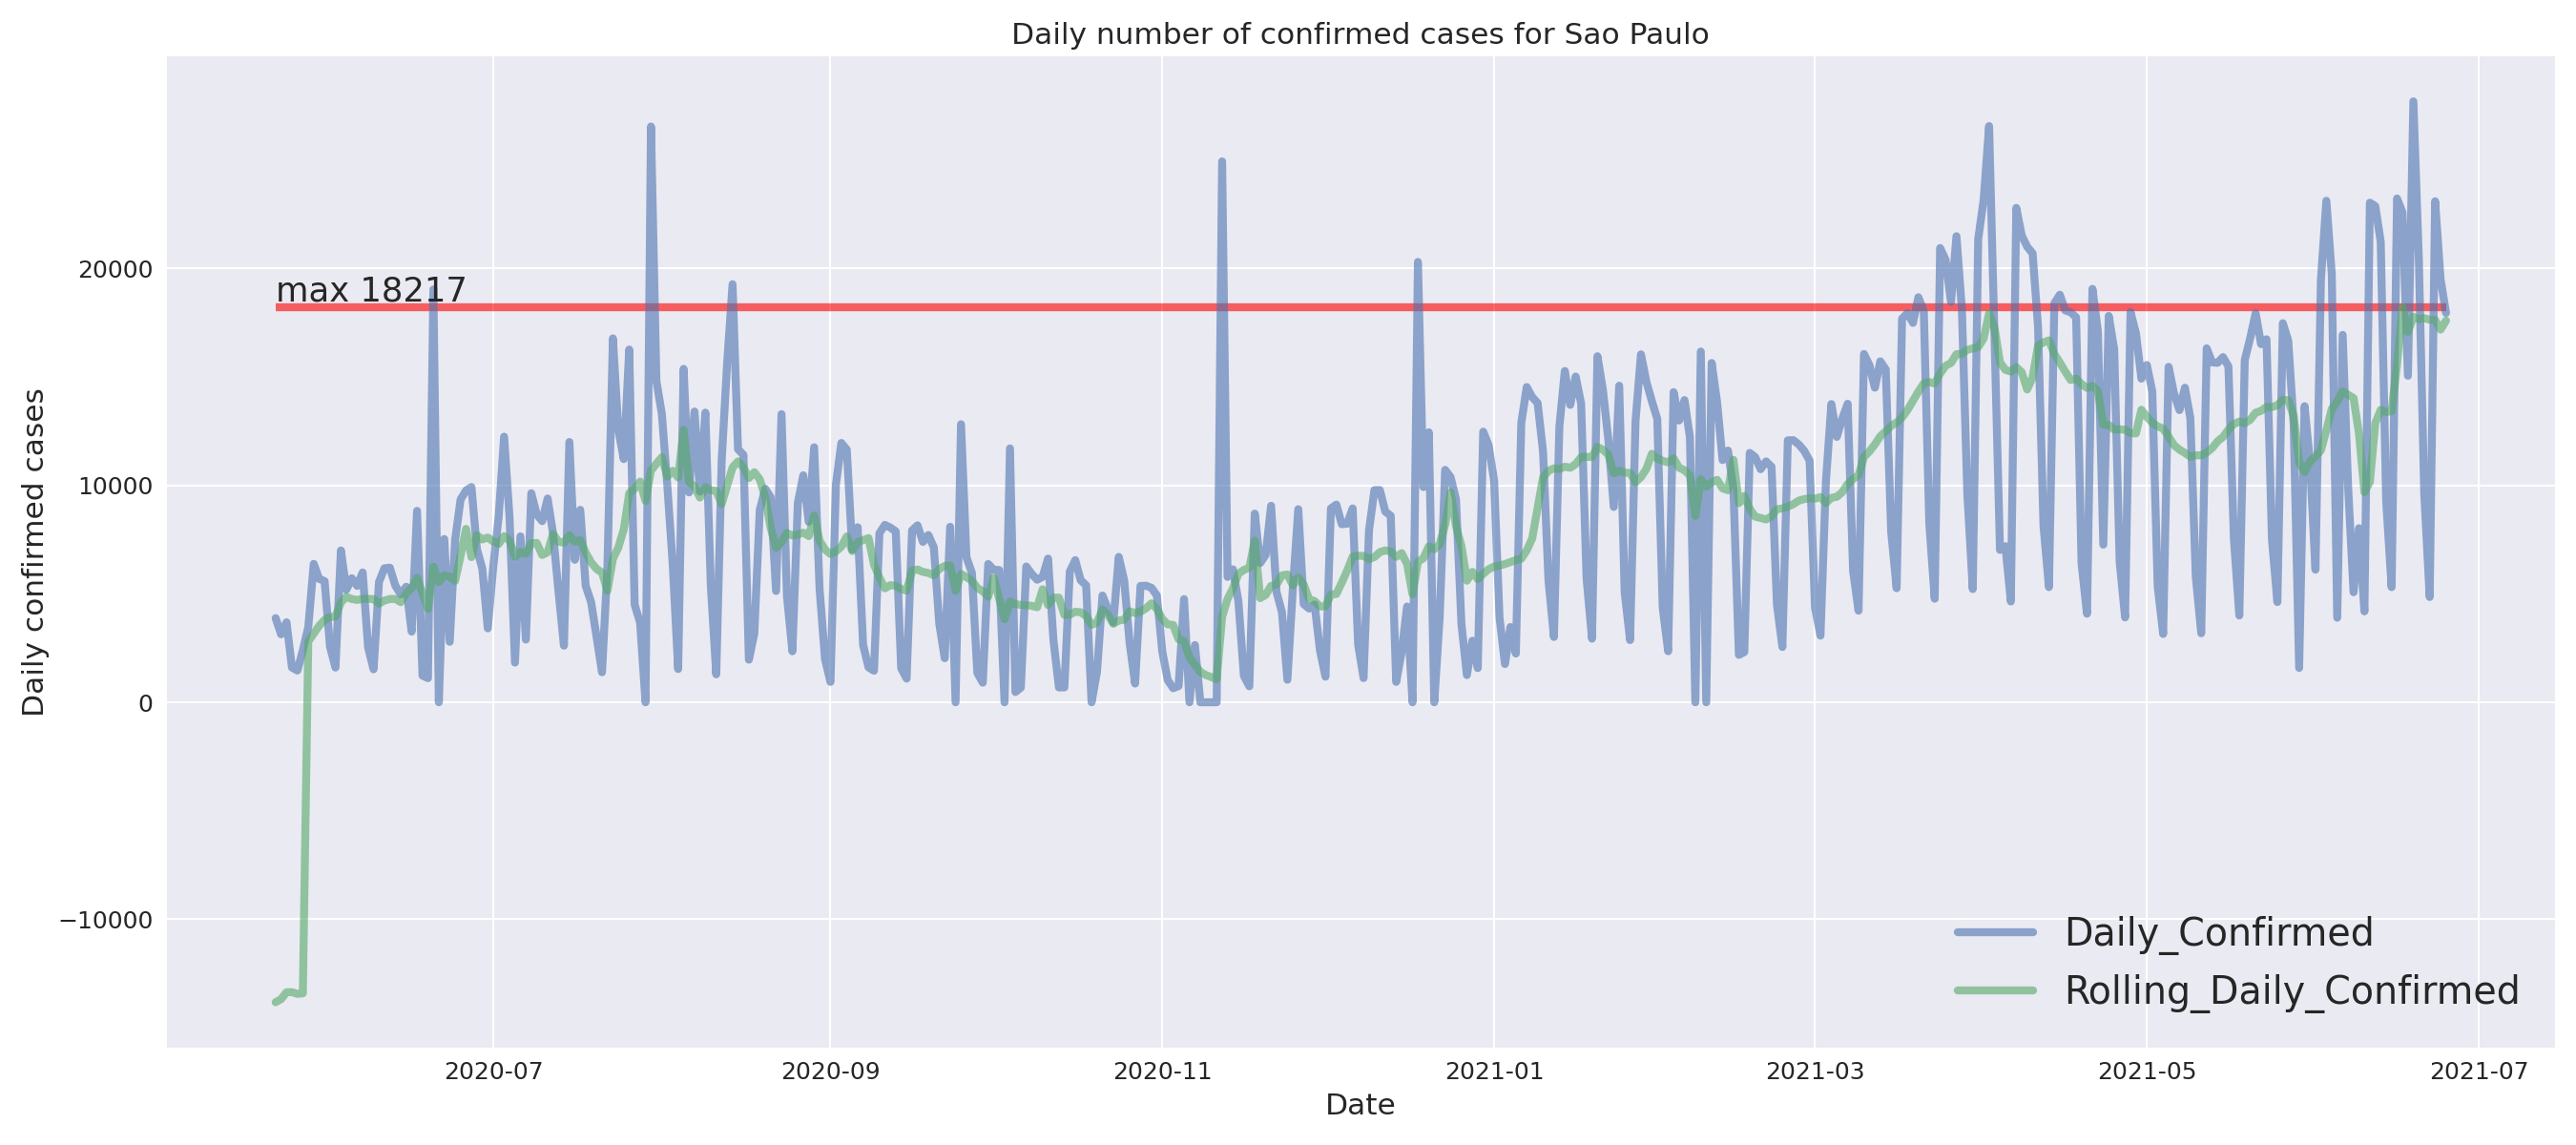 Daily number of confirmed cases for Sao Paulo
Daily confirmed cases
20000
10000
0
−10000
max 18217
Daily_Confirmed
Rolling_Daily_Confirmed
2020-07
2020-09
2020-11
2021-01
2021-03
2021-05
2021-07
Date